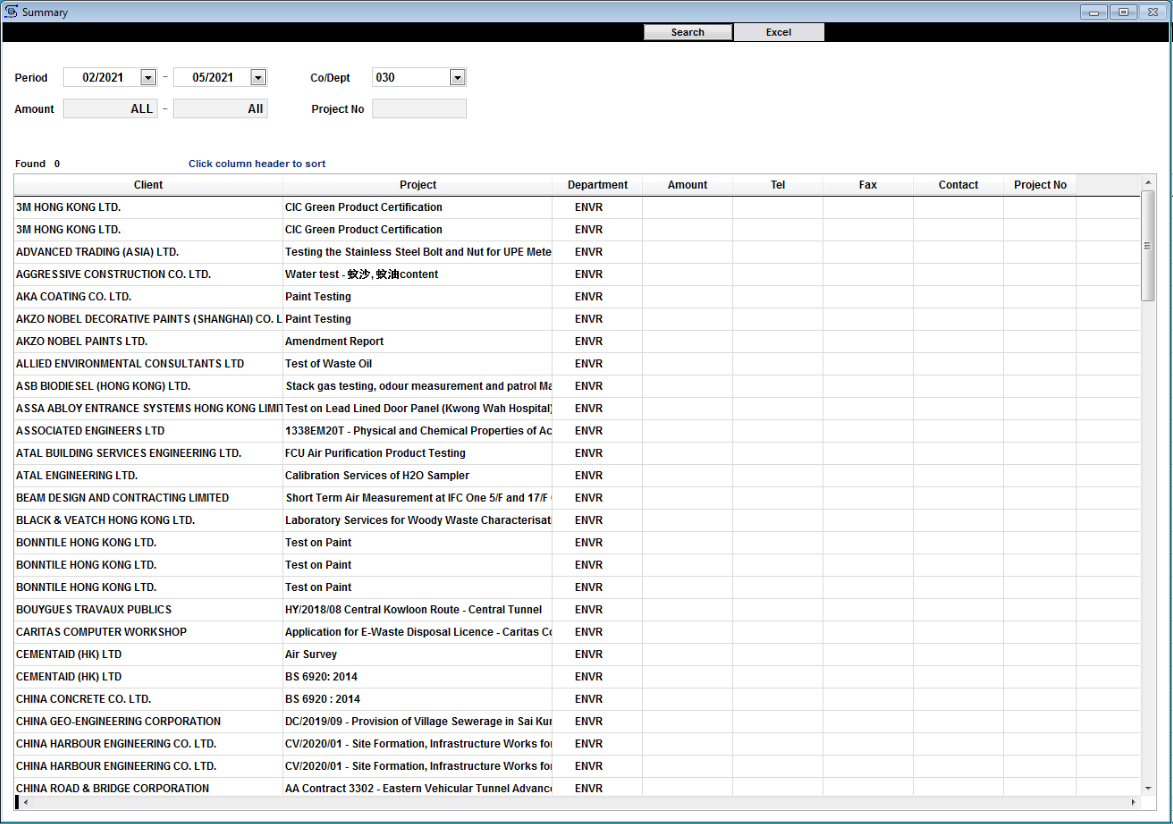 Summary
Search Excel
Period 02/2021 - 05/2021 Co/Dept 030
Amount ALL - All Project No
Found 0 Click column header to sort
Client Project Department Amount Tel Fax Contact Project No
3M HONG KONG LTD. CIC Green Product Certification ENVR
3M HONG KONG LTD. CIC Green Product Certification ENVR
ADVANCED TRADING (ASIA) LTD. Testing the Stainless Steel Bolt and Nut for UPE Mete ENVR
AGGRESSIVE CONSTRUCTION CO. LTD. Water test - 蚊沙, 蚊油content ENVR
AKA COATING CO. LTD. Paint Testing ENVR
AKZO NOBEL DECORATIVE PAINTS (SHANGHAI) CO. L Paint Testing ENVR
AKZO NOBEL PAINTS LTD. Amendment Report ENVR
ALLIED ENVIRONMENTAL CONSULTANTS LTD Test of Waste Oil ENVR
ASB BIODIESEL (HONG KONG) LTD. Stack gas testing, odour measurement and patrol Ma ENVR
ASSA ABLOY ENTRANCE SYSTEMS HONG KONG LIMIT Test on Lead Lined Door Panel (Kwong Wah Hospital) ENVR
ASSOCIATED ENGINEERS LTD 1338EM20T - Physical and Chemical Properties of Ac ENVR
ATAL BUILDING SERVICES ENGINEERING LTD. FCU Air Purification Product Testing ENVR
ATAL ENGINEERING LTD. Calibration Services of H2O Sampler ENVR
BEAM DESIGN AND CONTRACTING LIMITED Short Term Air Measurement at IFC One 5/F and 17/F ENVR
BLACK & VEATCH HONG KONG LTD. Laboratory Services for Woody Waste Characterisati ENVR
BONNTILE HONG KONG LTD. Test on Paint ENVR
BONNTILE HONG KONG LTD. Test on Paint ENVR
BONNTILE HONG KONG LTD. Test on Paint ENVR
BOUYGUES TRAVAUX PUBLICS HY/2018/08 Central Kowloon Route - Central Tunnel ENVR
CARITAS COMPUTER WORKSHOP Application for E-Waste Disposal Licence - Caritas Co ENVR
CEMENTAID (HK) LTD Air Survey ENVR
CEMENTAID (HK) LTD BS 6920: 2014 ENVR
CHINA CONCRETE CO. LTD. BS 6920 : 2014 ENVR
CHINA GEO-ENGINEERING CORPORATION DC/2019/09 - Provision of Village Sewerage in Sai Kun ENVR
CHINA HARBOUR ENGINEERING CO. LTD. CV/2020/01 - Site Formation, Infrastructure Works for ENVR
CHINA HARBOUR ENGINEERING CO. LTD. CV/2020/01 - Site Formation, Infrastructure Works for ENVR
CHINA ROAD & BRIDGE CORPORATION AA Contract 3302 - Eastern Vehicular Tunnel Advance ENVR